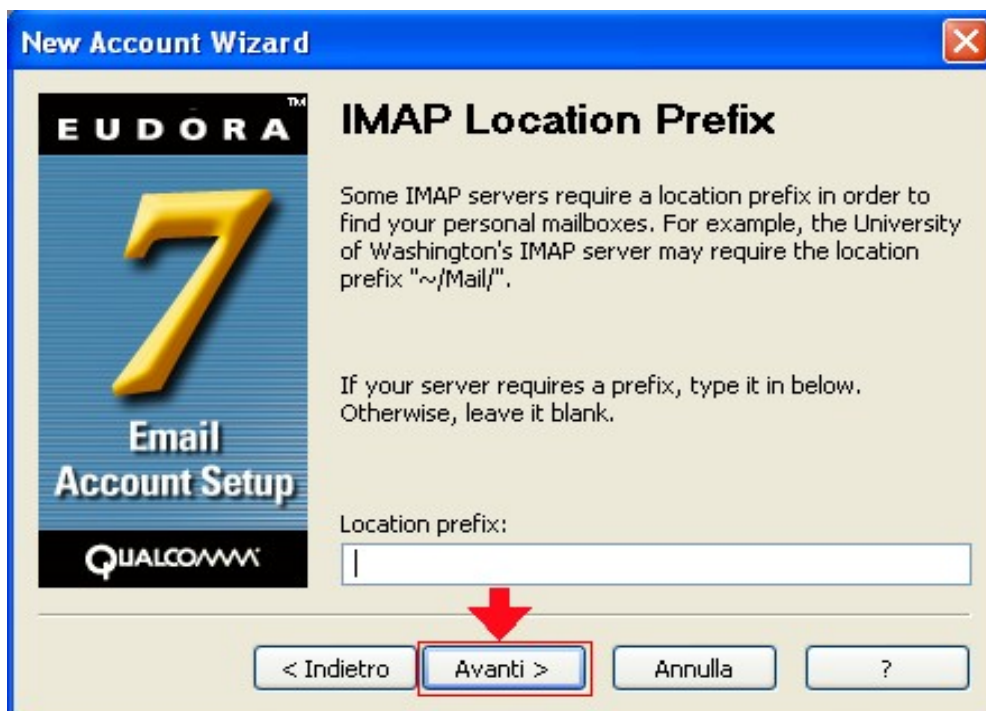 New Account Wizard
EUDORA™
7
Email
Account Setup
QUALCOMM
IMAP Location Prefix
Some IMAP servers require a location prefix in order to
find your personal mailboxes. For example, the University
of Washington's IMAP server may require the location
prefix "~/Mail/".
If your server requires a prefix, type it in below.
Otherwise, leave it blank.
Location prefix:
< Indietro
Avanti >
Annulla
?